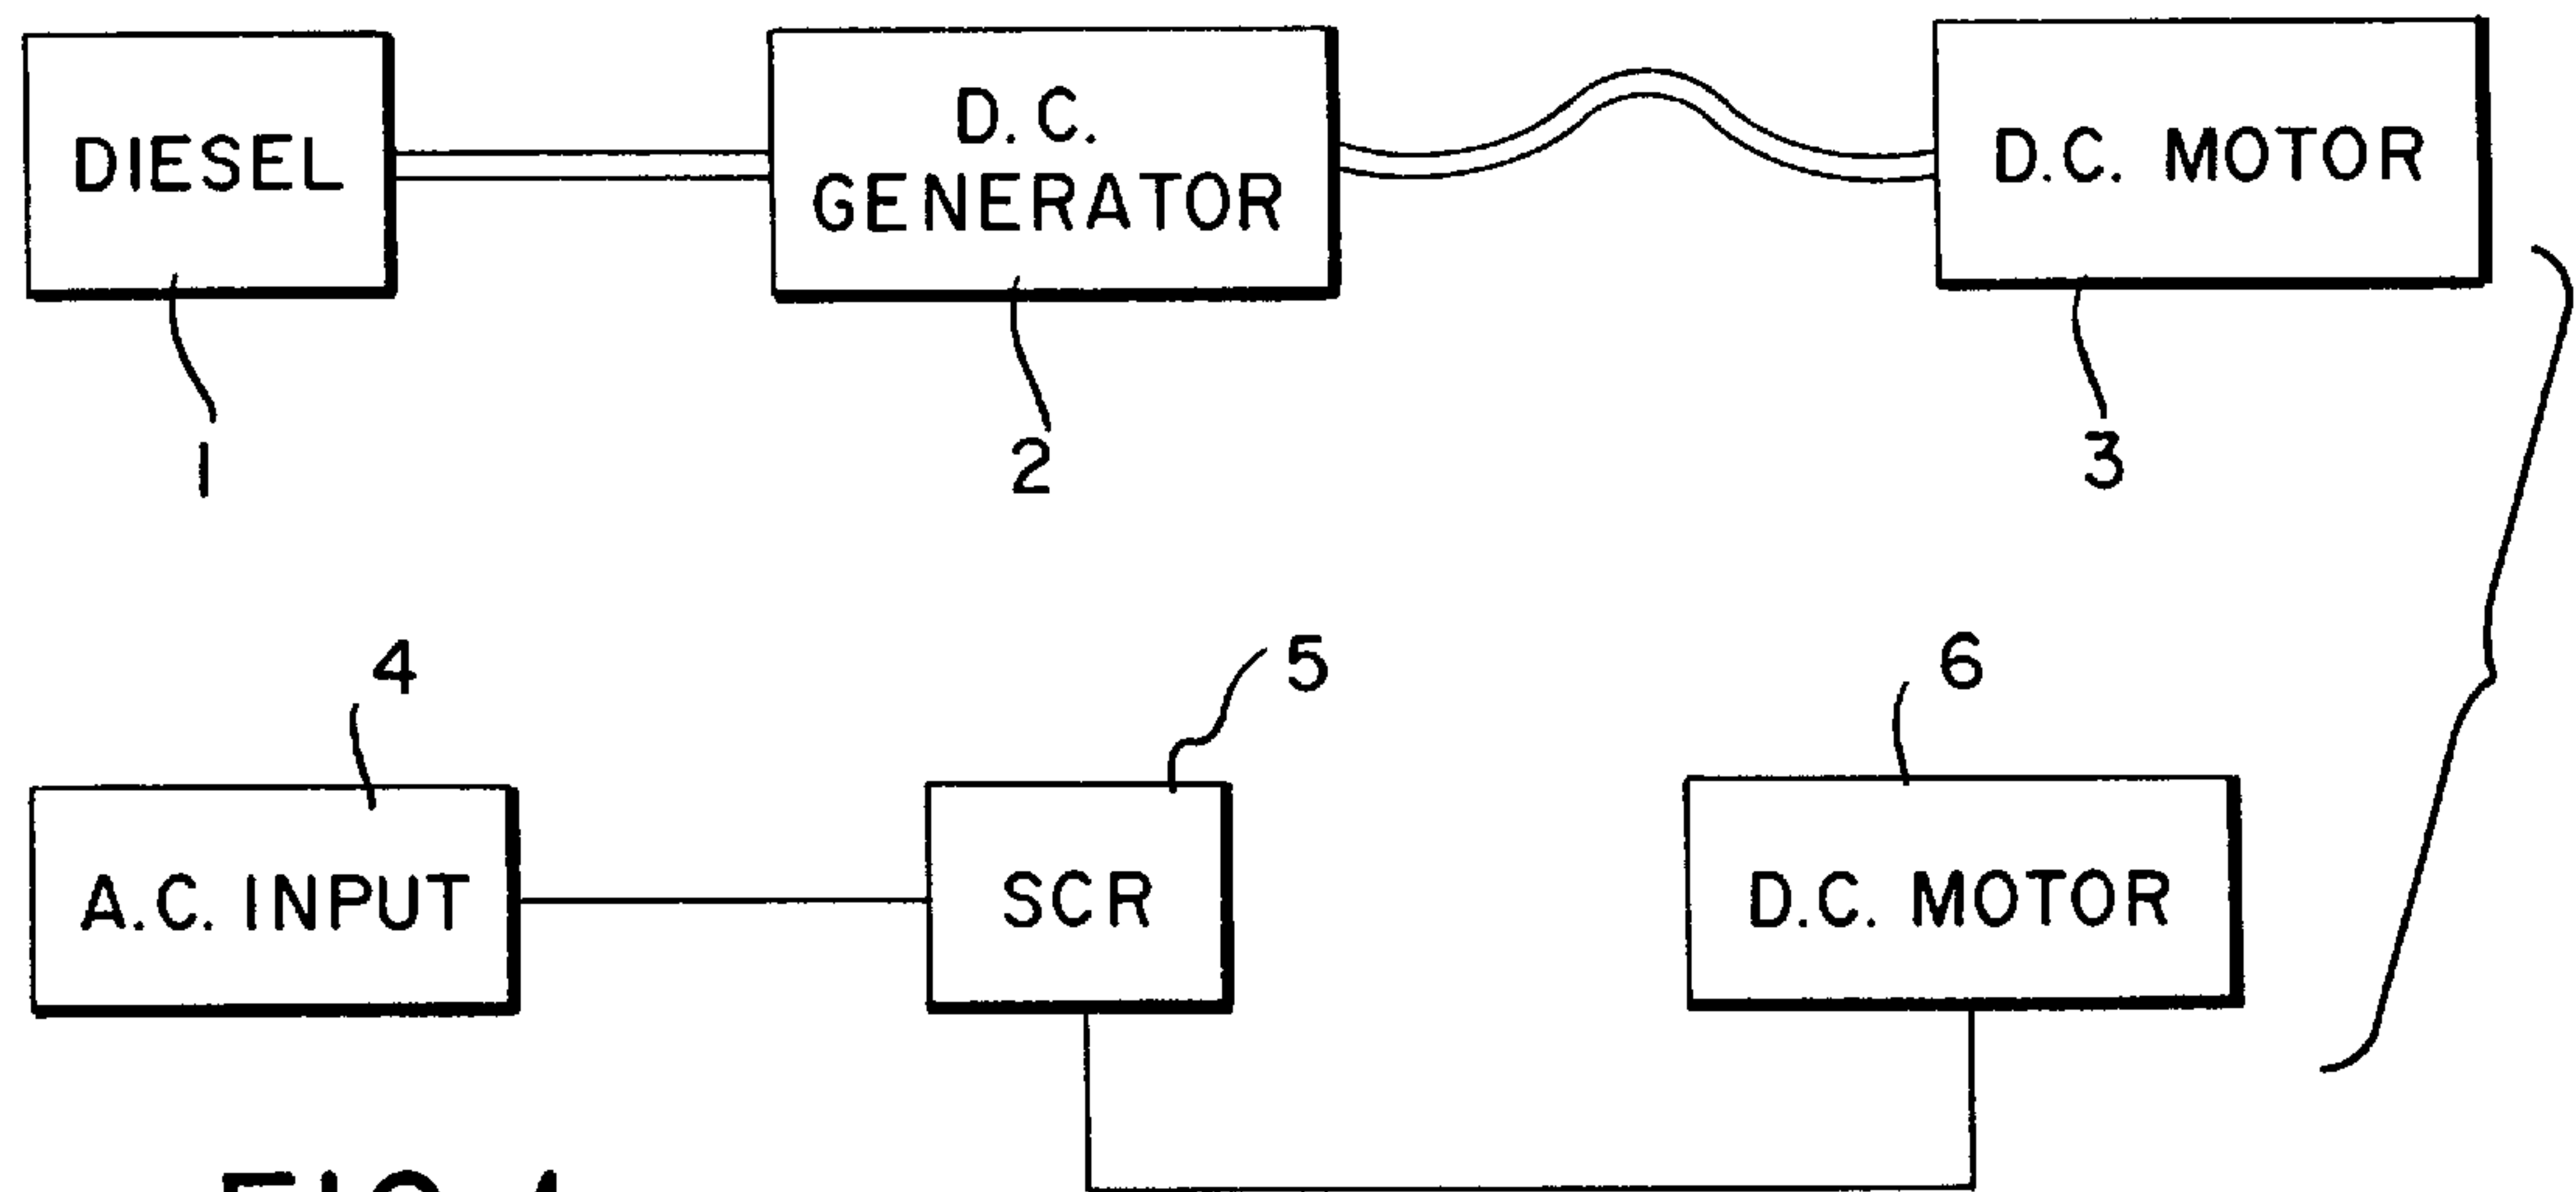 DIESEL
D.C.
GENERATOR
D.C. MOTOR
1
2
3
4
5
6
A.C. INPUT
SCR
D.C. MOTOR